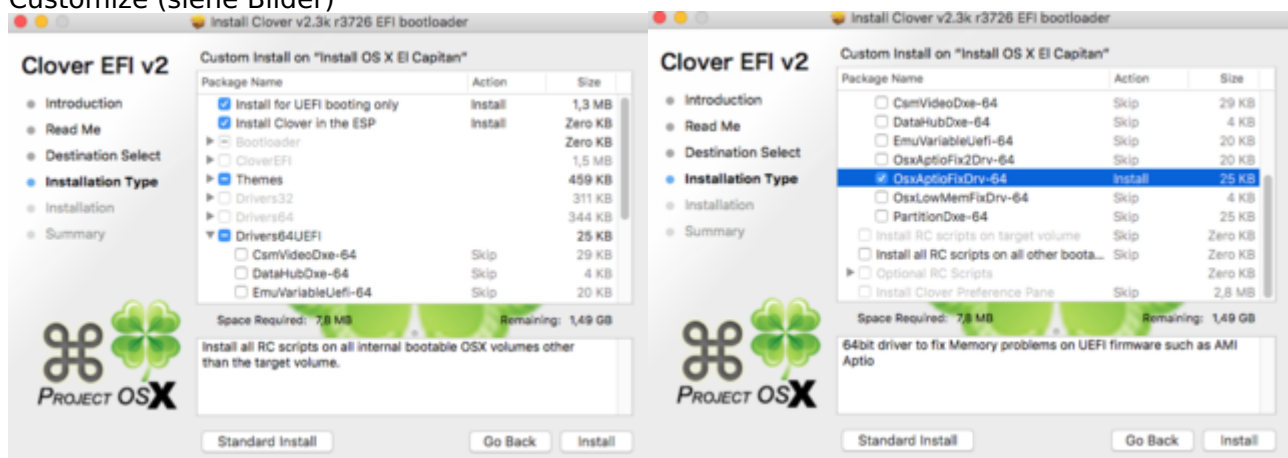 Customize (siehe Bilder)
Install Clover v2.3k r3726 EFI bootloader
Clover EFI v2
Introduction
Read Me
Destination Select
Installation Type
Installation
Summary
PROJECT OSX
Custom Install on "Install OS X El Capitan"
Package Name Action Size
Install for UEFI booting only Install 1,3 MB
Install Clover in the ESP Install Zero KB
Bootloader Zero KB
CloverEFI 1,5 MB
Themes 459 KB
Drivers32 311 KB
Drivers64 344 KB
Drivers64UEFI 25 KB
CsmVideoDxe-64 Skip 29 KB
DataHubDxe-64 Skip 4 KB
EmuVariableUefi-64 Skip 20 KB
Space Required: 7,8 MB Remaining: 1,49 GB
Install all RC scripts on all internal bootable OSX volumes other
than the target volume.
Standard Install Go Back Install
Install Clover v2.3k r3726 EFI bootloader
Clover EFI v2
Introduction
Read Me
Destination Select
Installation Type
Installation
Summary
PROJECT OSX
Custom Install on "Install OS X El Capitan"
Package Name Action Size
CsmVideoDxe-64 Skip 29 KB
DataHubDxe-64 Skip 4 KB
EmuVariableUefi-64 Skip 20 KB
OsxAptioFix2Drv-64 Skip 20 KB
OsxAptioFixDrv-64 Install 25 KB
OsxLowMemFixDrv-64 Skip 4 KB
PartitionDxe-64 Skip 25 KB
Install RC scripts on target volume Skip Zero KB
Install all RC scripts on all other boota... Skip Zero KB
Optional RC Scripts Zero KB
Install Clover Preference Pane Skip 2,8 MB
Space Required: 7,8 MB Remaining: 1,49 GB
64bit driver to fix Memory problems on UEFI firmware such as AMI
Aptio
Standard Install Go Back Install